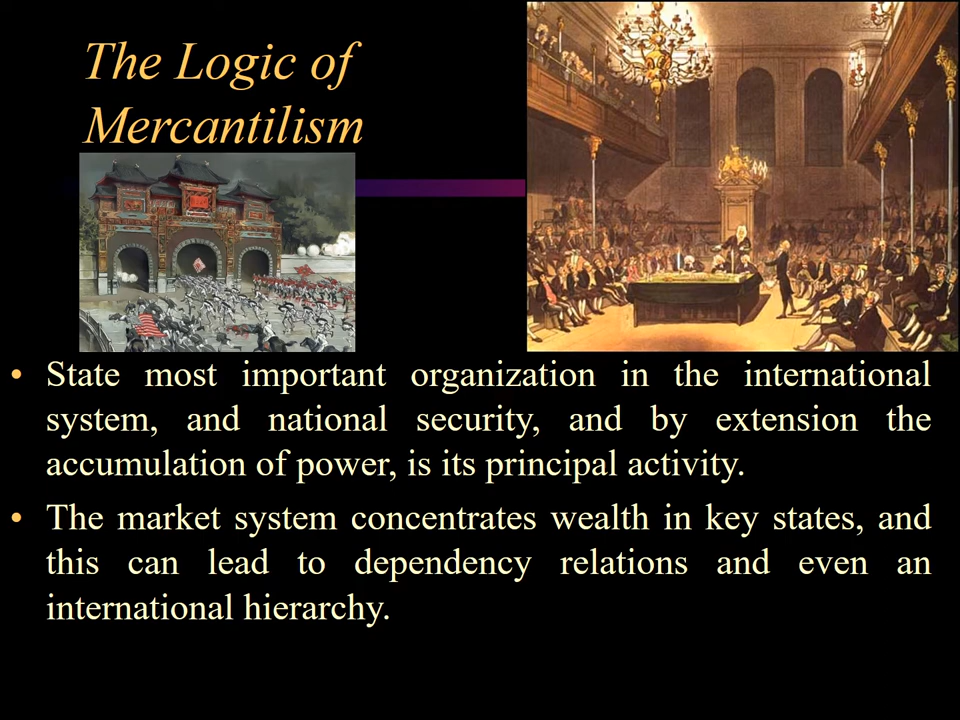 The Logic of
Mercantilism
• State most important organization in the international
system, and national security, and by extension the
accumulation of power, is its principal activity.
• The market system concentrates wealth in key states, and
this can lead to dependency relations and even an
international hierarchy.